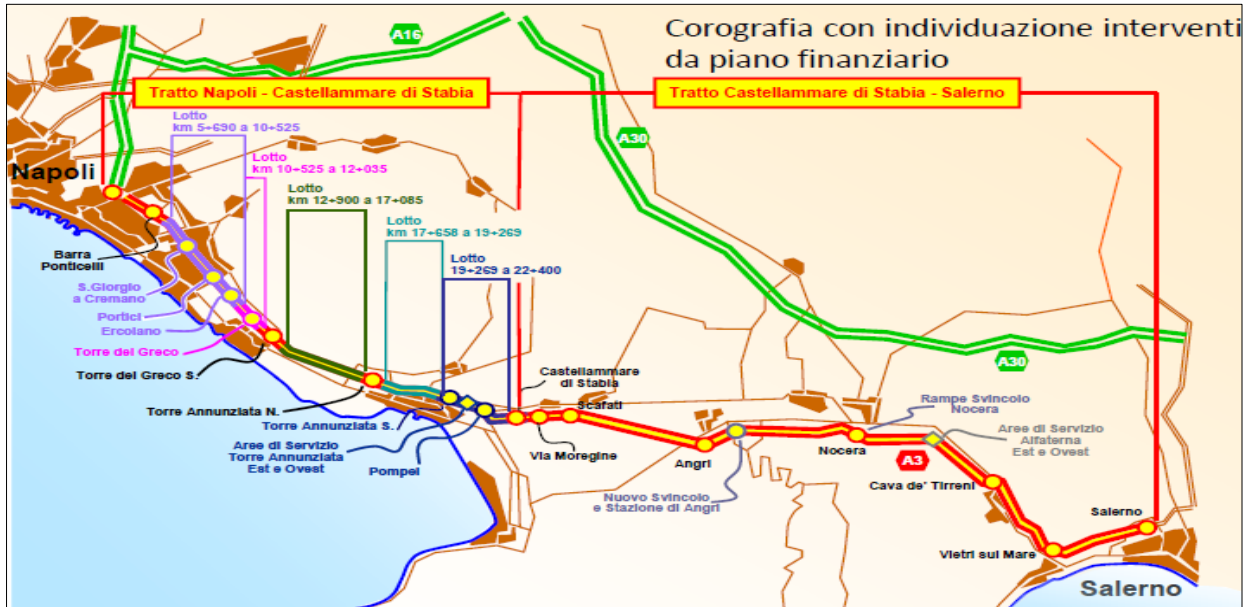 Corografia con individuazione interventi
da piano finanziario
A16
Tratto Napoli - Castellammare di Stabia
Tratto Castellammare di Stabia - Salerno
Lotto
km 5+690 a 10+525
A30
Lotto
km 10+525 a 12+035
Napoli
Lotto
km 12+900 a 17+085
Lotto
km 17+658 a 19+269
Lotto
19+269 a 22+400
Barra
Ponticelli
S.Giorgio
a Cremano
Portici
Ercolano
Torre del Greco
Torre del Greco S.
Torre Annunziata N.
Torre Annunziata S.
Aree di Servizio
Torre Annunziata
Est e Ovest
Pompei
Castellammare
di Stabia
Scafati
Via Moregine
Angri
Nuovo Svincolo
e Stazione di Angri
A30
Rampe Svincolo
Nocera
Nocera
A3
Aree di Servizio
Alfaterna
Est e Ovest
Cava de' Tirreni
Salerno
Vietri sul Mare
Salerno